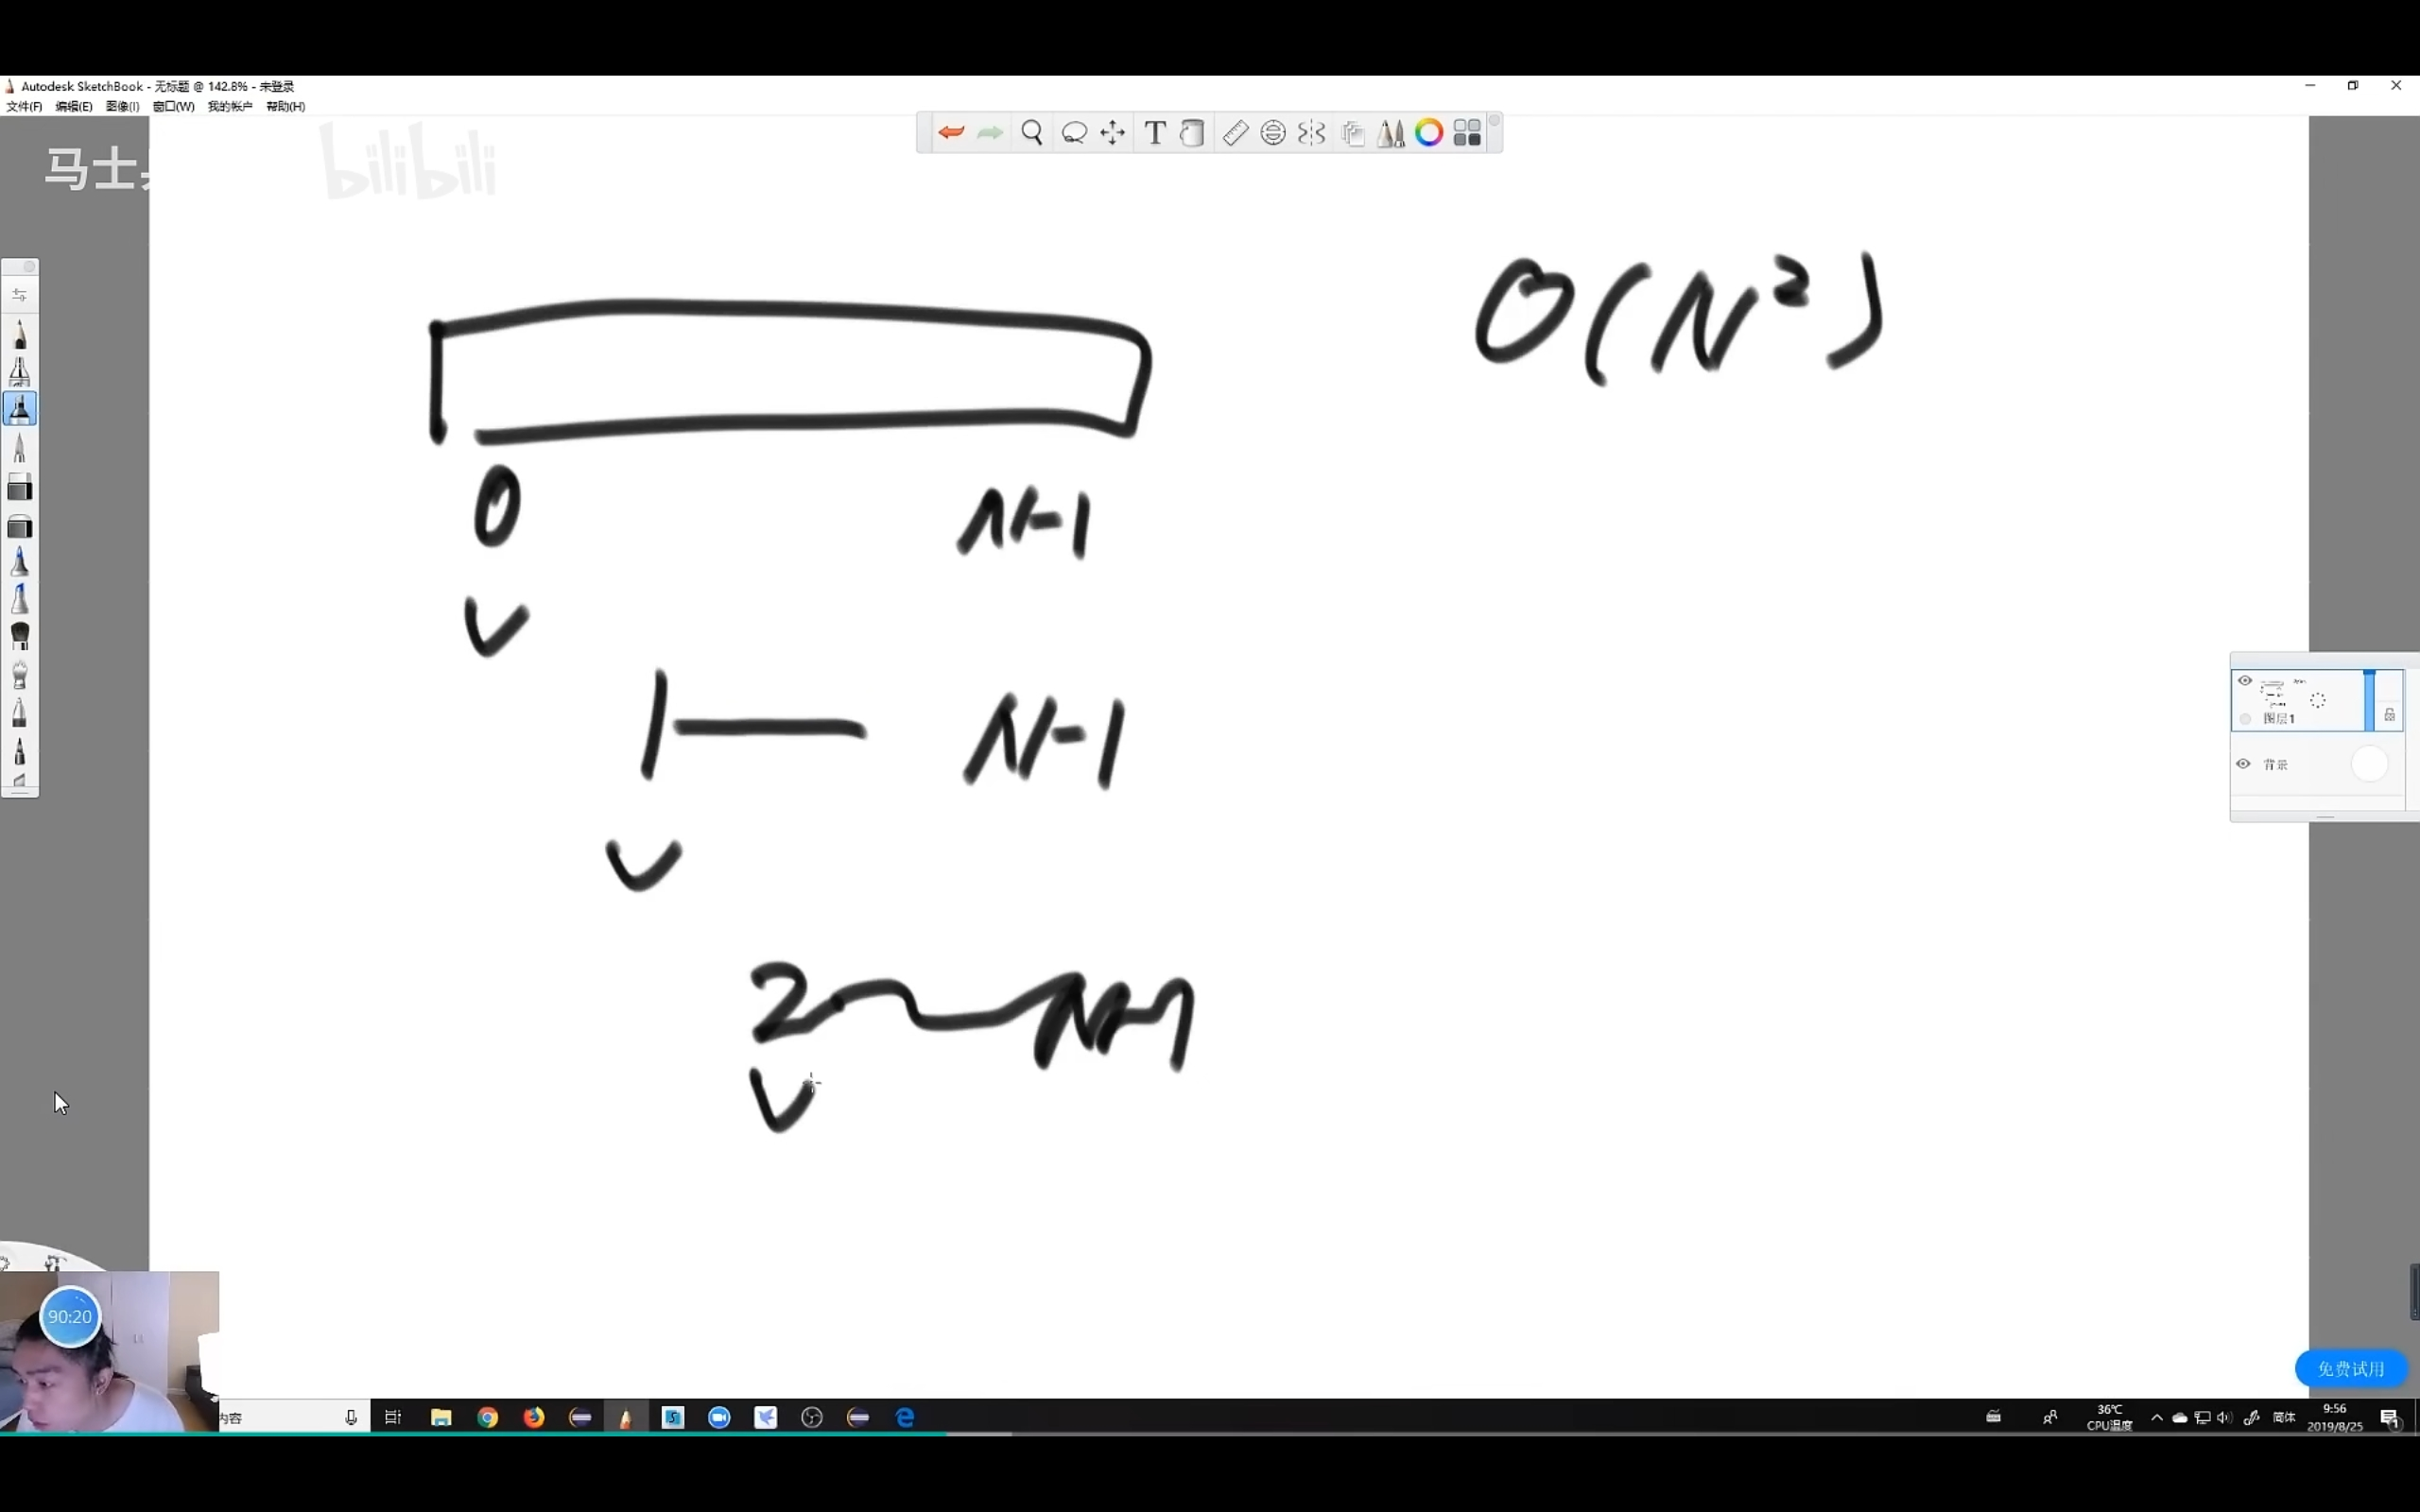 Autodesk SketchBook - 无标题 @ 142.8% - 未登录
文件(F) 编辑(E) 图像(I) 窗口(W) 我的帐户 帮助(H)
马士
bilibili
O(N²)
0 N-1
1 — N-1
2 ~ N-1
图层1
背景
90:20
免费试用
内容
36℃
CPU温度
简体
9:56
2019/8/25
1